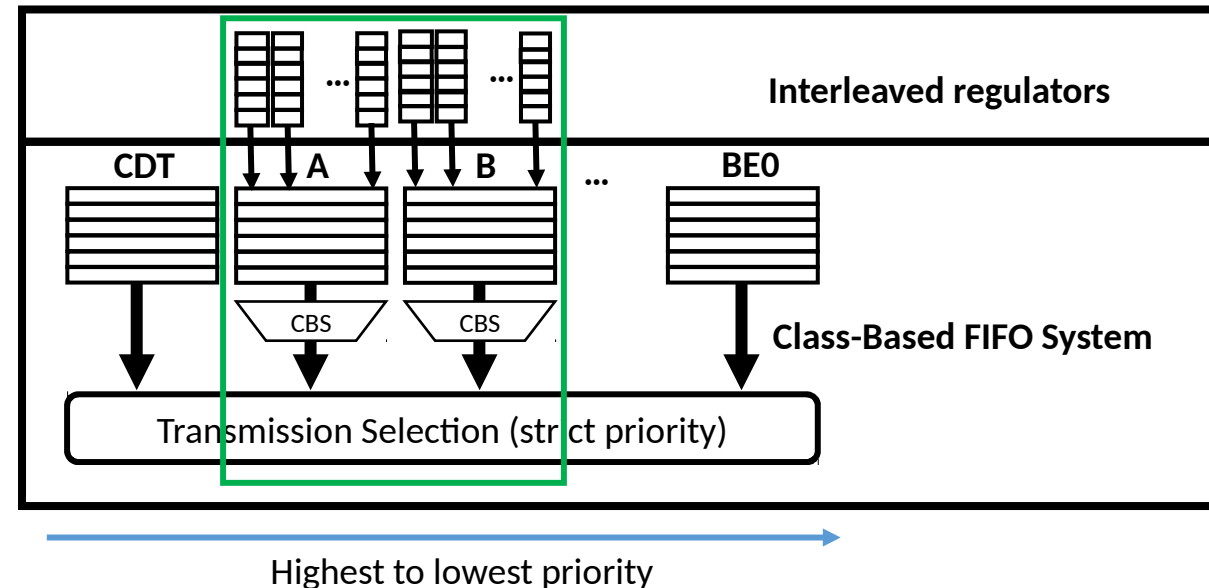 ...
...
Interleaved regulators
CDT
A
B
...
BE0
CBS
CBS
Class-Based FIFO System
Transmission Selection (strict priority)
Highest to lowest priority